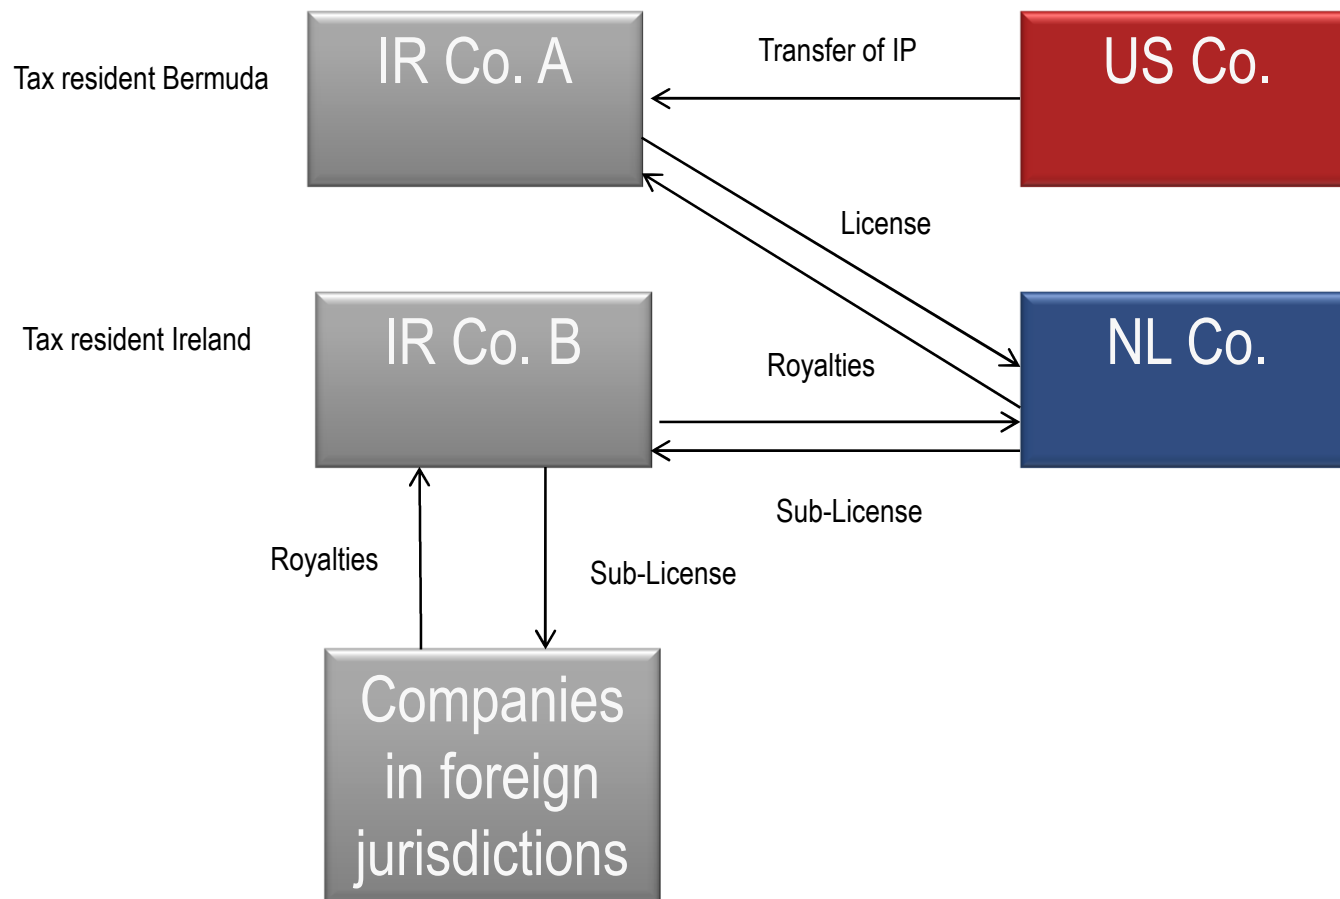 Tax resident Bermuda
IR Co. A
Transfer of IP
US Co.
License
Tax resident Ireland
IR Co. B
Royalties
NL Co.
Sub-License
Royalties
Sub-License
Companies
in foreign
jurisdictions